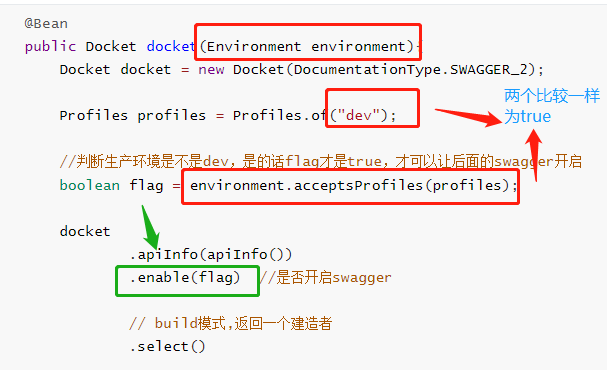 @Bean
public Docket docket(Environment environment){
Docket docket = new Docket(DocumentationType.SWAGGER_2);
Profiles profiles = Profiles.of("dev");
两个比较一样
为true
//判断生产环境是不是dev，是的话flag才是true，才可以让后面的swagger开启
boolean flag = environment.acceptsProfiles(profiles);
docket
.apiInfo(apiInfo())
.enable(flag) //是否开启swagger
// build模式,返回一个建造者
.select()